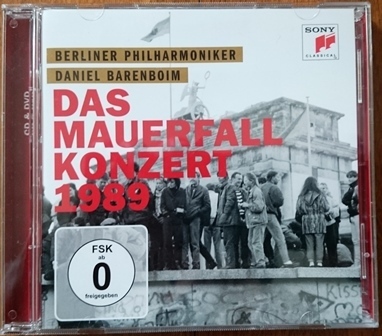 BERLINER PHILHARMONIKER
DANIEL BARENBOIM
DAS
MAUERFALL
KONZERT
1989
SONY
CLASSICAL
CD & DVD
FSK
ab
0
freigegeben